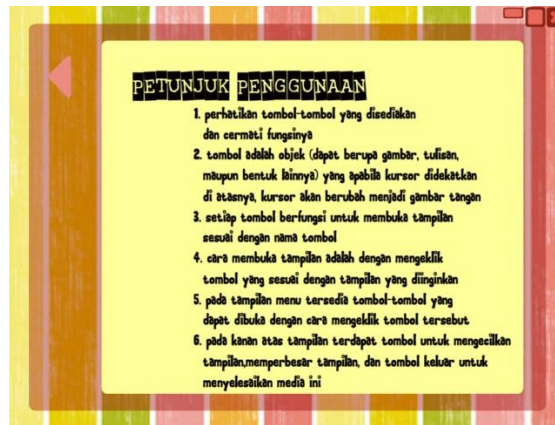 PETUNJUK PENGGUNAAN
1. perhatikan tombol-tombol yang disediakan
dan cermati fungsinya
2. tombol adalah objek (dapat berupa gambar, tulisan,
maupun bentuk lainnya) yang apabila kursor didekatkan
di atasnya, kursor akan berubah menjadi gambar tangan
3. setiap tombol berfungsi untuk membuka tampilan
sesuai dengan nama tombol
4. cara membuka tampilan adalah dengan mengeklik
tombol yang sesuai dengan tampilan yang diinginkan
5. pada tampilan menu tersedia tombol-tombol yang
dapat dibuka dengan cara mengeklik tombol tersebut
6. pada kanan atas tampilan terdapat tombol untuk mengecilkan
tampilan,memperbesar tampilan, dan tombol keluar untuk
menyelesaikan media ini